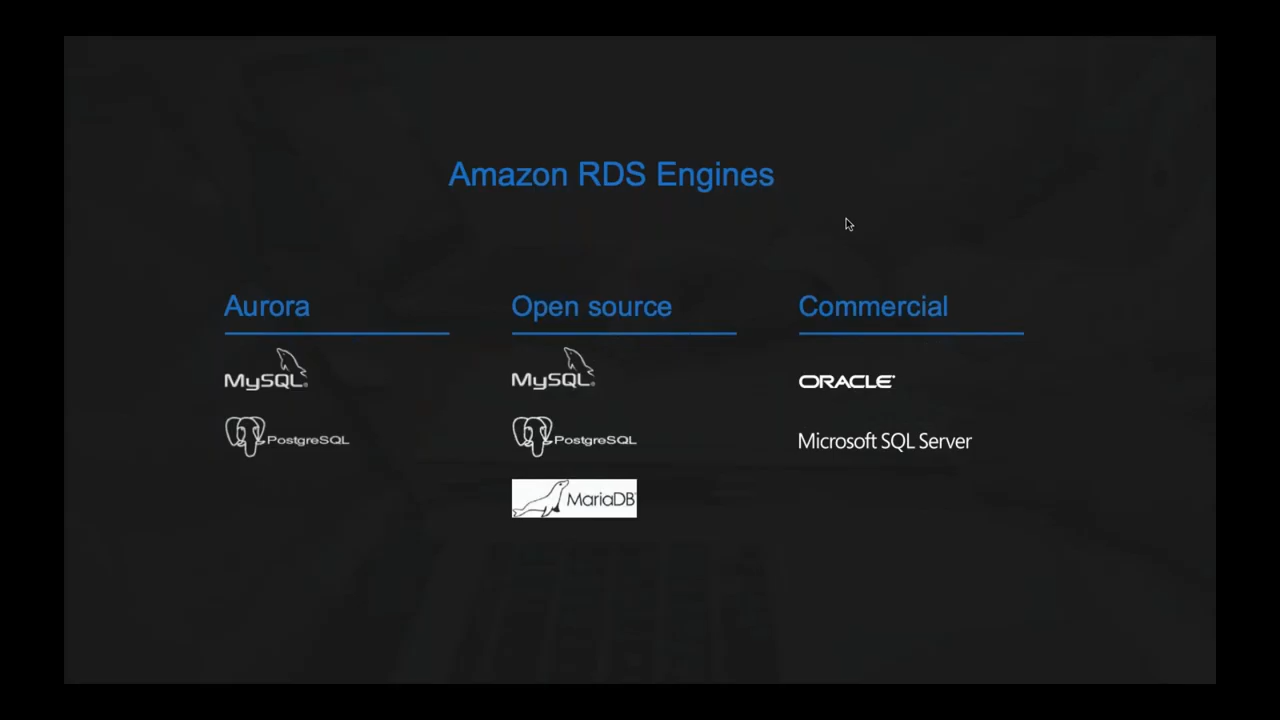 Amazon RDS Engines
Aurora
MySQL
PostgreSQL
Open source
MySQL
PostgreSQL
MariaDB
Commercial
ORACLE
Microsoft SQL Server